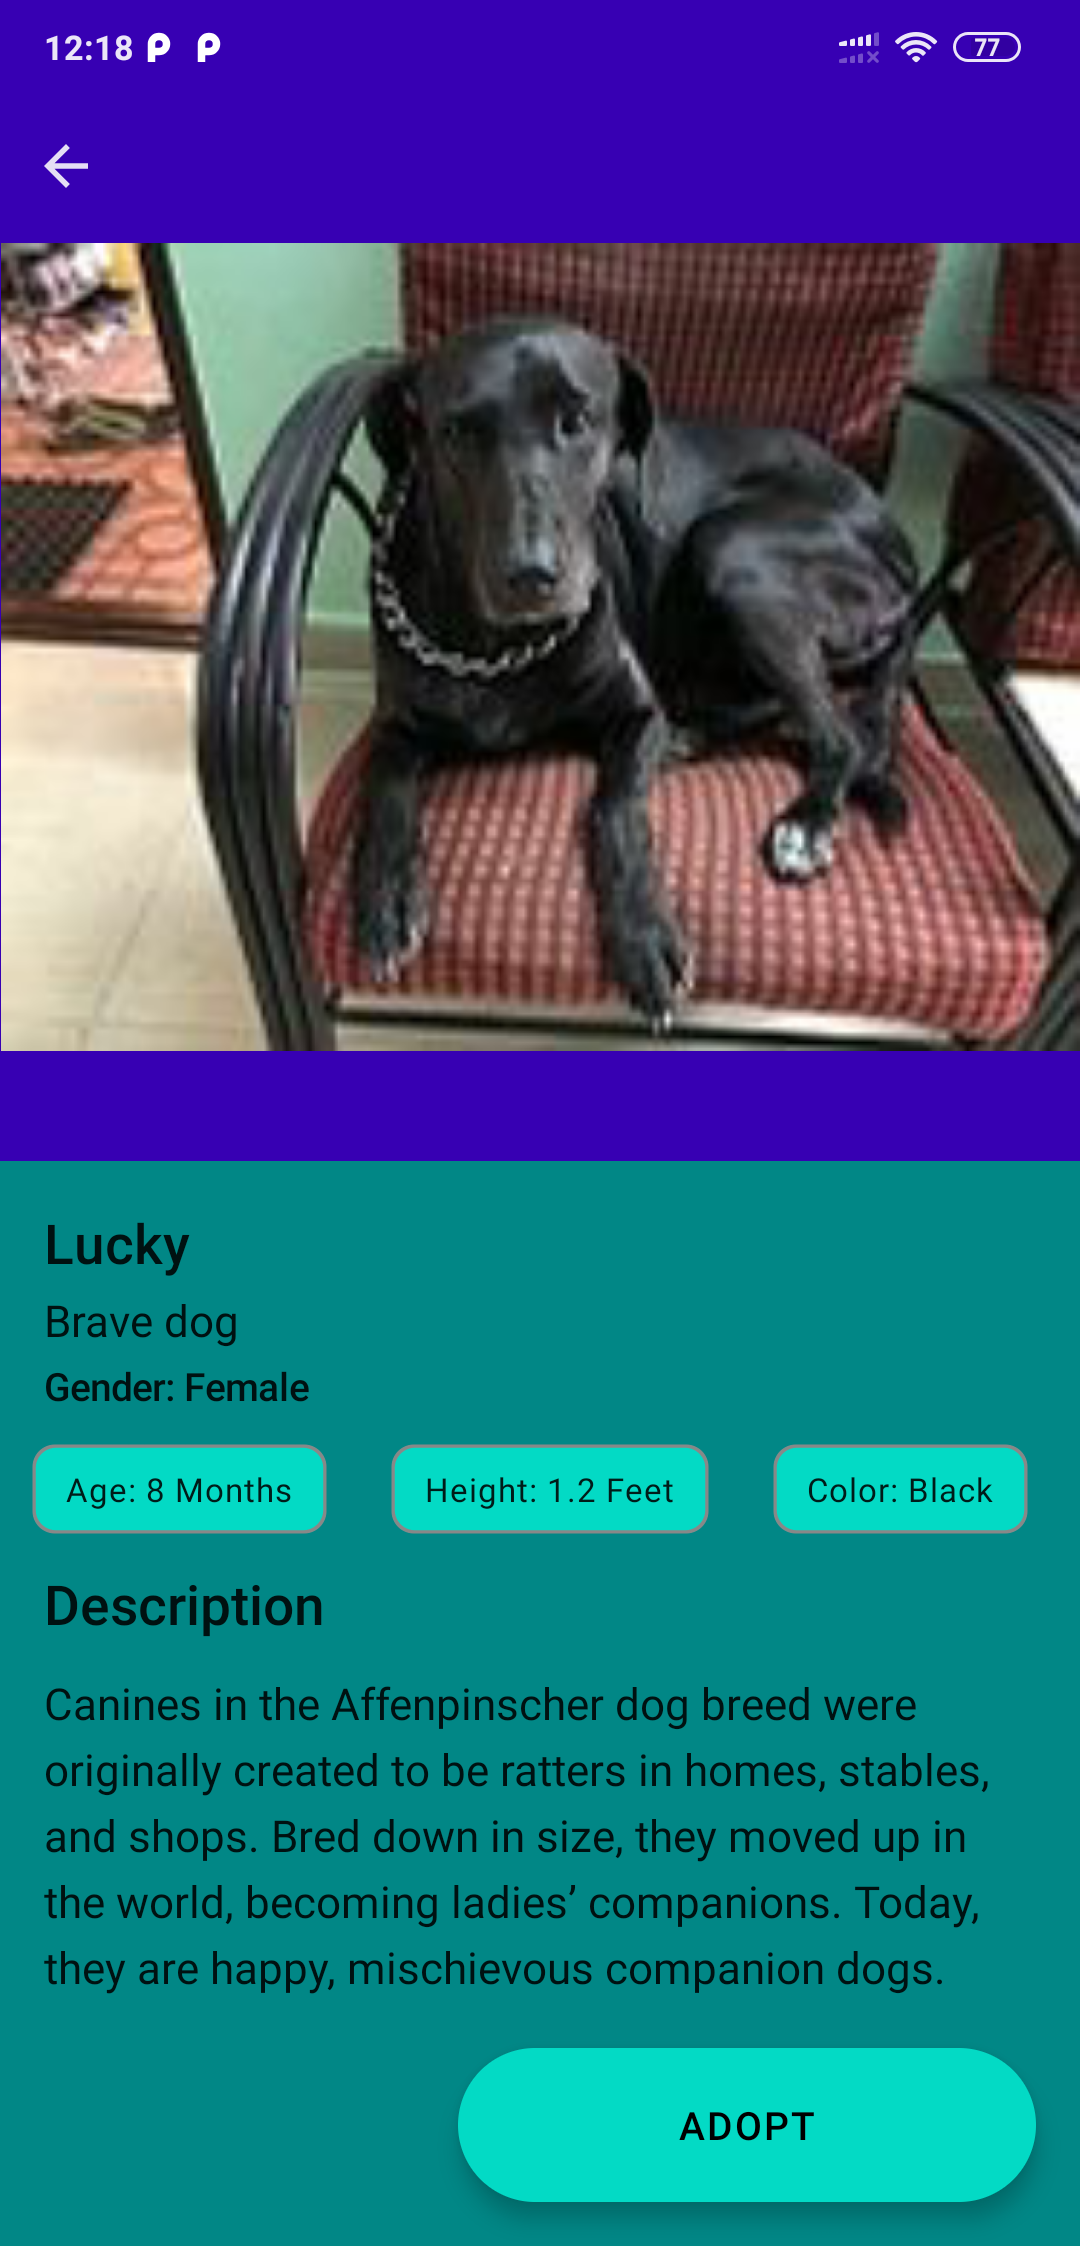 12:18
77
Lucky
Brave dog
Gender: Female
Age: 8 Months Height: 1.2 Feet Color: Black
Description
Canines in the Affenpinscher dog breed were
originally created to be ratters in homes, stables,
and shops. Bred down in size, they moved up in
the world, becoming ladies’ companions. Today,
they are happy, mischievous companion dogs.
ADOPT